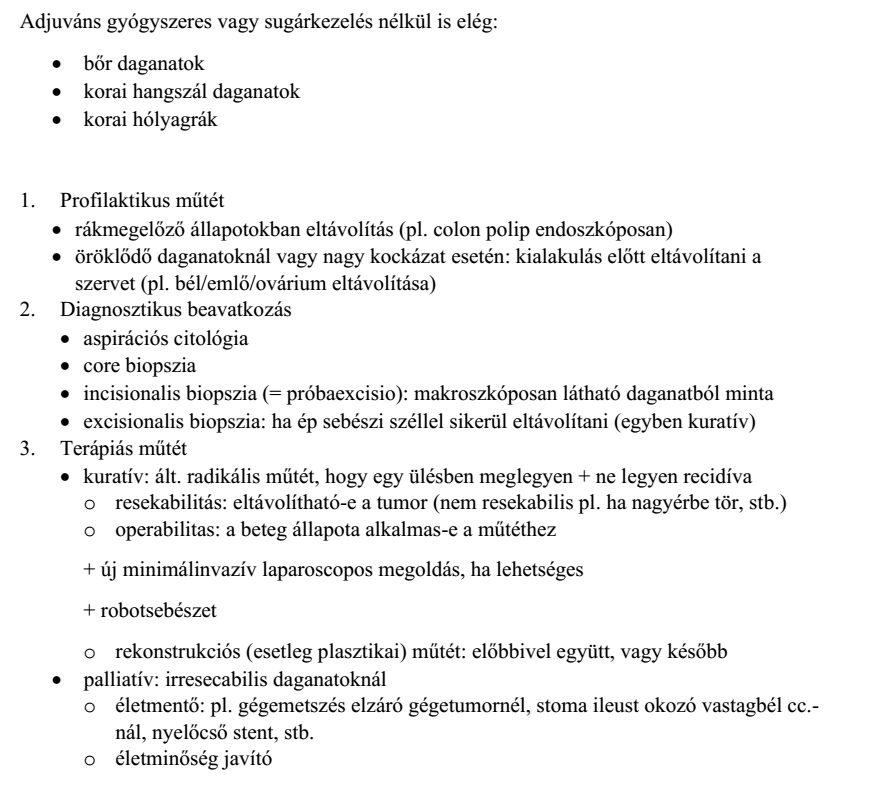 Adjuváns gyógyszeres vagy sugárkezelés nélkül is elég:
• bőr daganatok
• korai hangszál daganatok
• korai hólyagrák
1. Profilaktikus műtét
• rákmegelőző állapotokban eltávolítás (pl. colon polip endoszkóposan)
• öröklődő daganatoknál vagy nagy kockázat esetén: kialakulás előtt eltávolítani a
szervet (pl. bél/emlő/ovárium eltávolítása)
2. Diagnosztikus beavatkozás
• aspirációs citológia
• core biopszia
• incisionalis biopszia (= próbaexcisio): makroszkóposan látható daganatból minta
• excisionalis biopszia: ha ép sebészi széllel sikerül eltávolítani (egyben kuratív)
3. Terápiás műtét
• kuratív: ált. radikális műtét, hogy egy ülésben meglegyen + ne legyen recidíva
o resekabilitás: eltávolítható-e a tumor (nem resekabilis pl. ha nagyérbe tör, stb.)
o operabilitas: a beteg állapota alkalmas-e a műtéthez
+ új minimálinvazív laparoscopos megoldás, ha lehetséges
+ robotsebészet
o rekonstrukciós (esetleg plasztikai) műtét: előbbivel együtt, vagy később
• palliatív: irresecabilis daganatoknál
o életmentő: pl. gégemetszés elzáró gégetumornél, stoma ileust okozó vastagbél cc.-
nál, nyelőcső stent, stb.
o életminőség javító